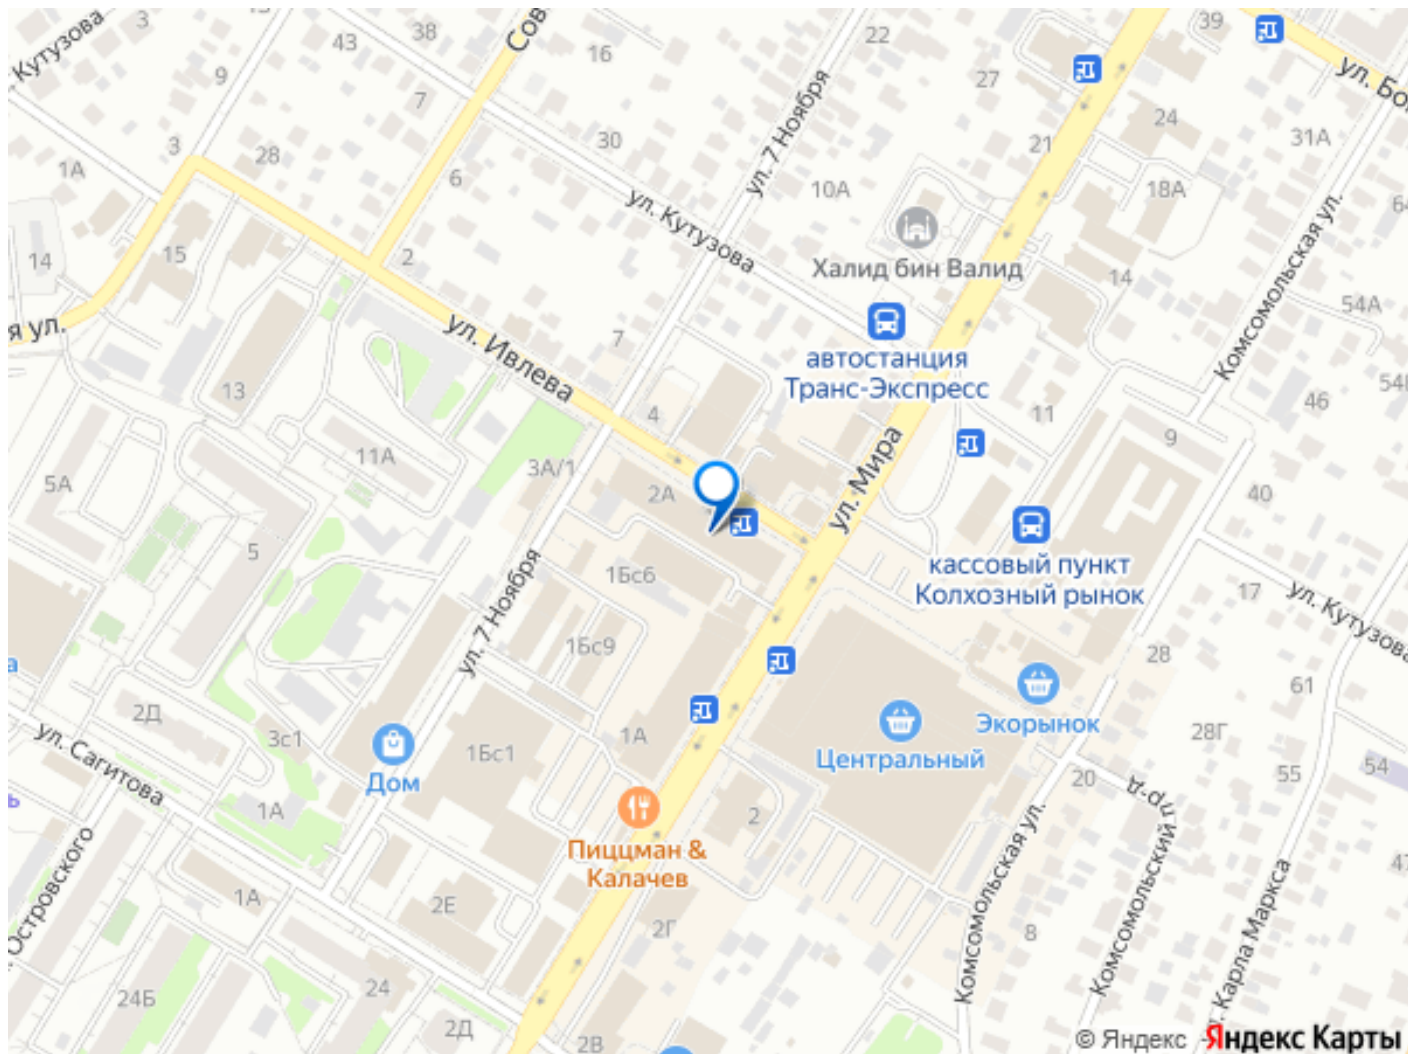 Кутузова
3
43
38
Сов
16
22
39
ул. Бо
9
7
27
24
30
ул. 7 Ноября
21
31А
3
28
1А
6
10А
18А
64
ул. Кутузова
Халид бин Валид
15
14
2
14
54А
Комсомольская ул.
я ул.
ул. Ивлева
7
автостанция
Транс-Экспресс
54
13
4
11
46
9
ул. Мира
11А
3А/1
5А
2А
40
5
кассовый пункт
Колхозный рынок
1Бс6
17
ул. Кутузова
ул. 7 Ноября
1Бс9
28
а
61
Экорынок
2Д
3с1
1А
28Г
ул. Сагитова
1Бс1
Центральный
Дом
20
55
54
пр-д
ь
1А
2
Пиццман &
Калачев
Комсомольская ул.
Комсомольский
47
Островского
1А
2Е
2Г
8
ул. Карла Маркса
24Б
24
2Д
2В
© Яндекс
Яндекс Карты